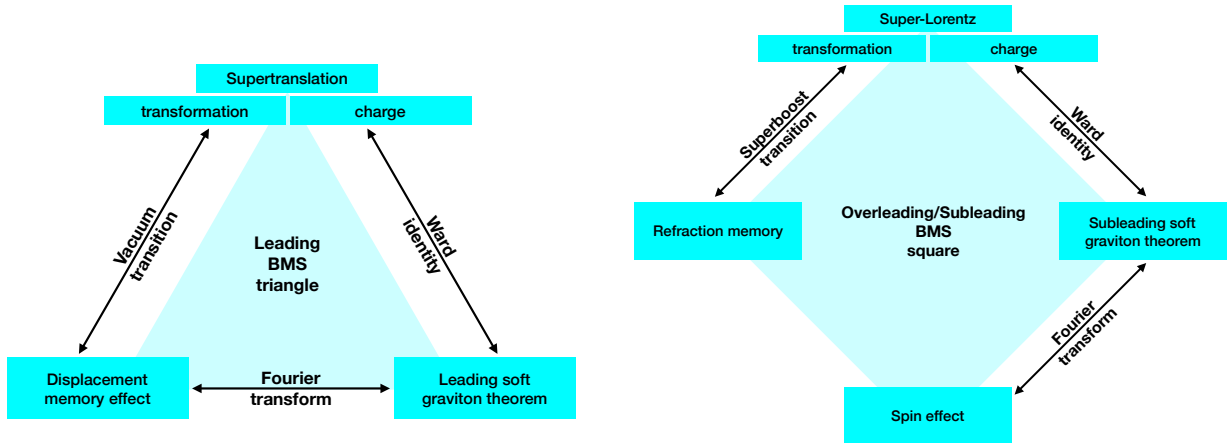 Supertranslation
transformation
charge
Vacuum
transition
Ward
identity
Leading
BMS
triangle
Displacement
memory effect
Fourier
transform
Leading soft
graviton theorem
Super-Lorentz
transformation
charge
Superboost
transition
Ward
identity
Refraction memory
Overleading/Subleading
BMS
square
Subleading soft
graviton theorem
Fourier
transform
Spin effect